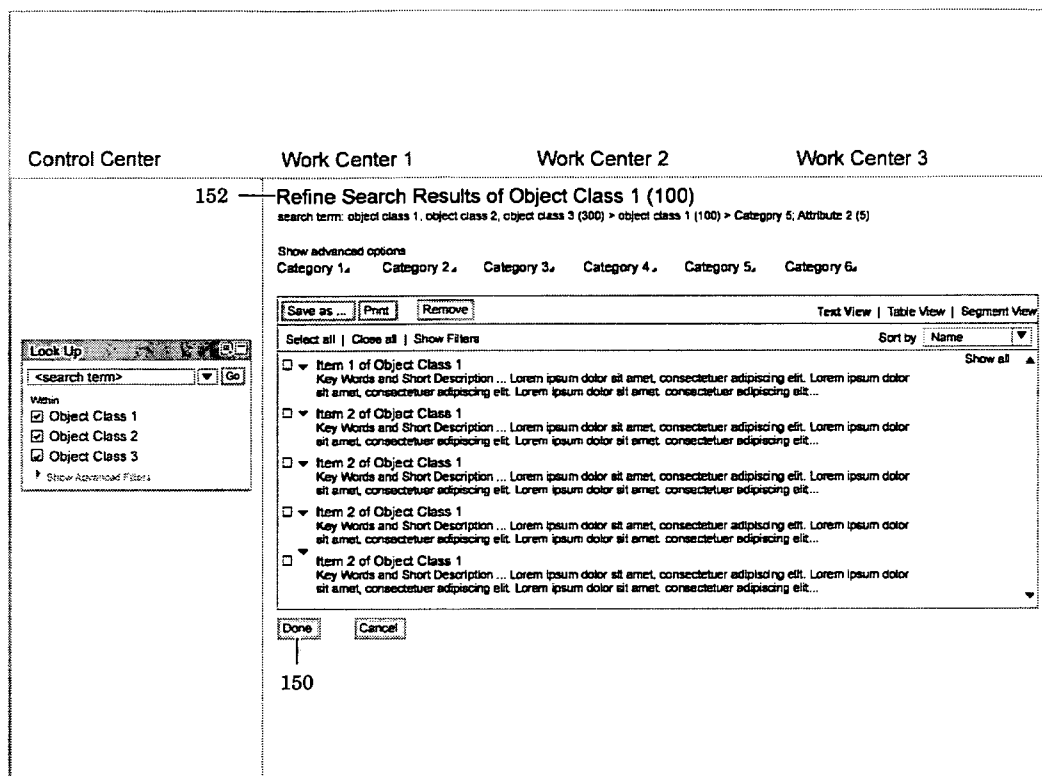 Control Center Work Center 1 Work Center 2 Work Center 3
152
Refine Search Results of Object Class 1 (100)
search term: object class 1, object class 2, object class 3 (300) > object class 1 (100) > Category 5; Attribute 2 (5)
Show advanced options
Category 1 Category 2 Category 3 Category 4 Category 5 Category 6
Save as ... Print Remove Text View | Table View | Segment View
Select all | Close all | Show Filters Sort by Name
Show all
Item 1 of Object Class 1
Key Words and Short Description ... Lorem ipsum dolor sit amet, consectetuer adipiscing elit. Lorem ipsum dolor
sit amet, consectetuer adipiscing elit. Lorem ipsum dolor sit amet, consectetuer adipiscing elit...
Item 2 of Object Class 1
Key Words and Short Description ... Lorem ipsum dolor sit amet, consectetuer adipiscing elit. Lorem ipsum dolor
sit amet, consectetuer adipiscing elit. Lorem ipsum dolor sit amet, consectetuer adipiscing elit...
Item 2 of Object Class 1
Key Words and Short Description ... Lorem ipsum dolor sit amet, consectetuer adipiscing elit. Lorem ipsum dolor
sit amet, consectetuer adipiscing elit. Lorem ipsum dolor sit amet, consectetuer adipiscing elit...
Item 2 of Object Class 1
Key Words and Short Description ... Lorem ipsum dolor sit amet, consectetuer adipiscing elit. Lorem ipsum dolor
sit amet, consectetuer adipiscing elit. Lorem ipsum dolor sit amet, consectetuer adipiscing elit...
Item 2 of Object Class 1
Key Words and Short Description ... Lorem ipsum dolor sit amet, consectetuer adipiscing elit. Lorem ipsum dolor
sit amet, consectetuer adipiscing elit. Lorem ipsum dolor sit amet, consectetuer adipiscing elit...
Done Cancel
150
Look Up
<search term> Go
Within
Object Class 1
Object Class 2
Object Class 3
Show Advanced Filters